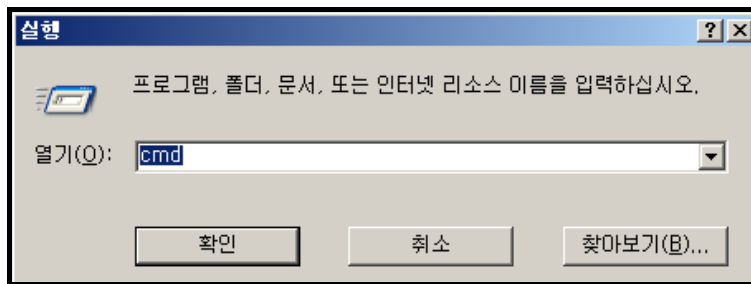 실행
프로그램, 폴더, 문서, 또는 인터넷 리소스 이름을 입력하십시오.
열기(O): cmd
확인 취소 찾아보기(B)...